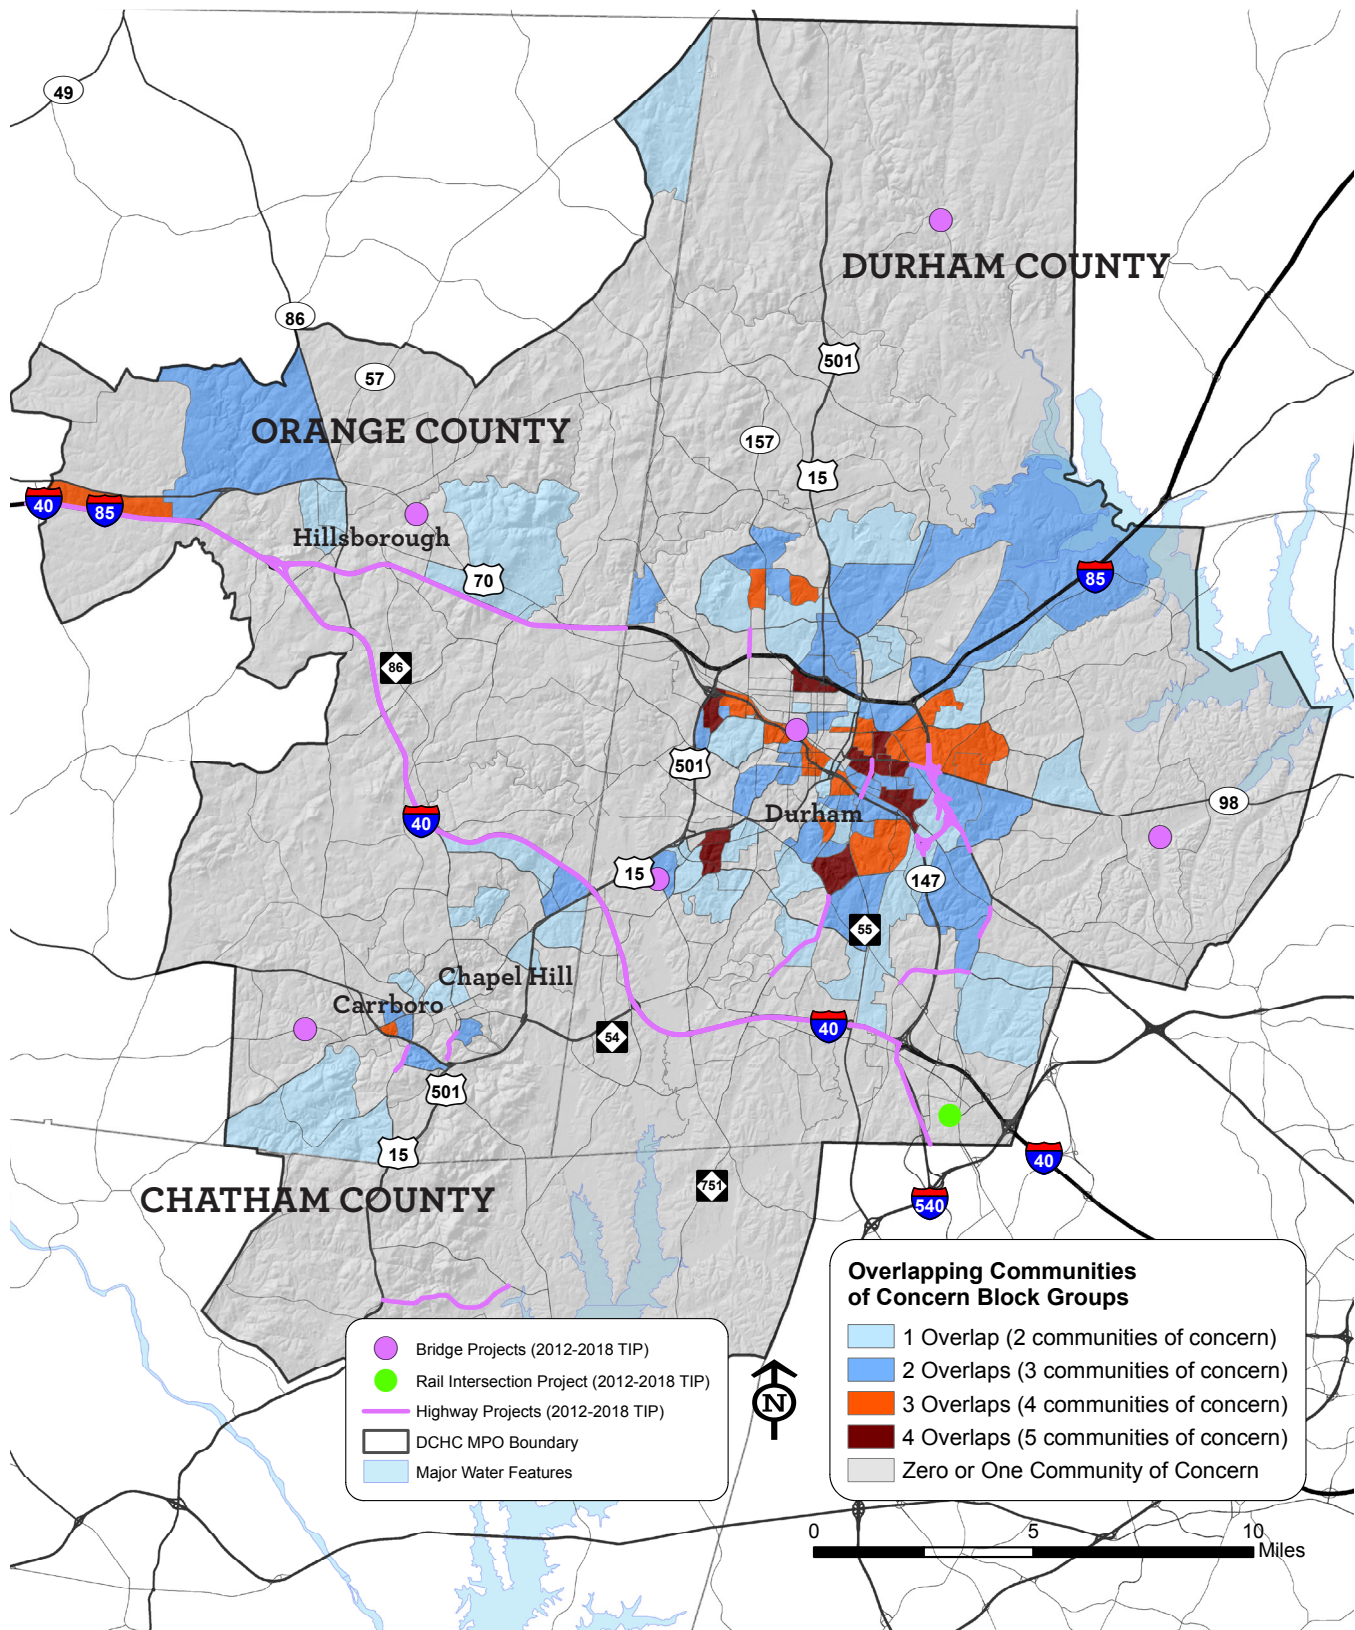 49
DURHAM COUNTY
86
501
57
ORANGE COUNTY
157
15
40
85
Hillsborough
70
85
86
501
98
Durham
40
15
147
55
Chapel Hill
Carrboro
40
54
501
15
40
751
CHATHAM COUNTY
540
Overlapping Communities
of Concern Block Groups
1 Overlap (2 communities of concern)
2 Overlaps (3 communities of concern)
3 Overlaps (4 communities of concern)
4 Overlaps (5 communities of concern)
Zero or One Community of Concern
Bridge Projects (2012-2018 TIP)
Rail Intersection Project (2012-2018 TIP)
Highway Projects (2012-2018 TIP)
DCHC MPO Boundary
Major Water Features
N
0 5 10
Miles